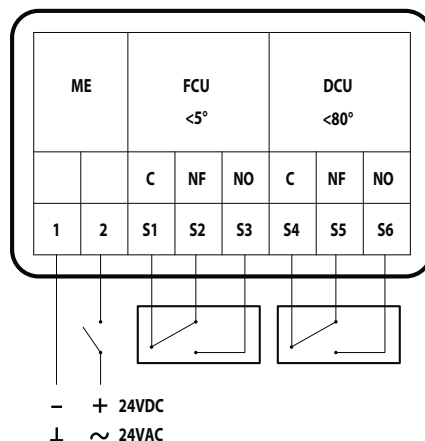 ME FCU DCU
<5° <80°
C NF NO C NF NO
1 2 S1 S2 S3 S4 S5 S6
– + 24VDC
⊥ ~ 24VAC